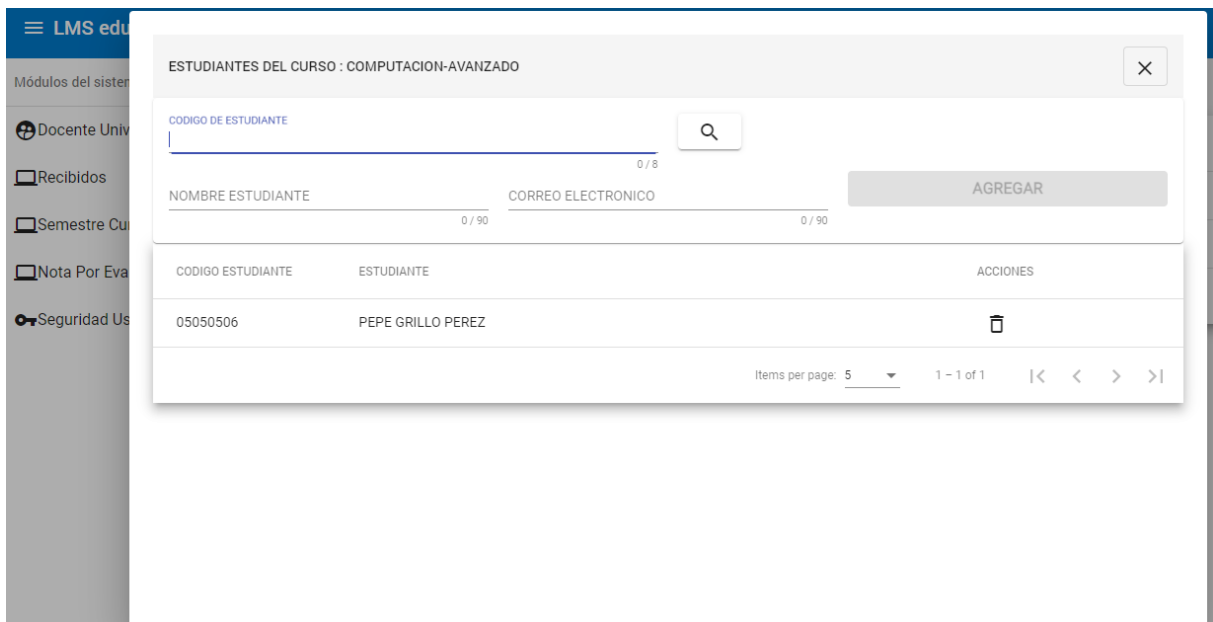 LMS edu
ESTUDIANTES DEL CURSO : COMPUTACION-AVANZADO
Módulos del sister
CODIGO DE ESTUDIANTE
Docente Univ
0 / 8
Recibidos
NOMBRE ESTUDIANTE CORREO ELECTRONICO AGREGAR
0 / 90 0 / 90
Semestre Cu
Nota Por Eva
CODIGO ESTUDIANTE ESTUDIANTE ACCIONES
Seguridad Us
05050506 PEPE GRILLO PEREZ
Items per page: 5 1 – 1 of 1